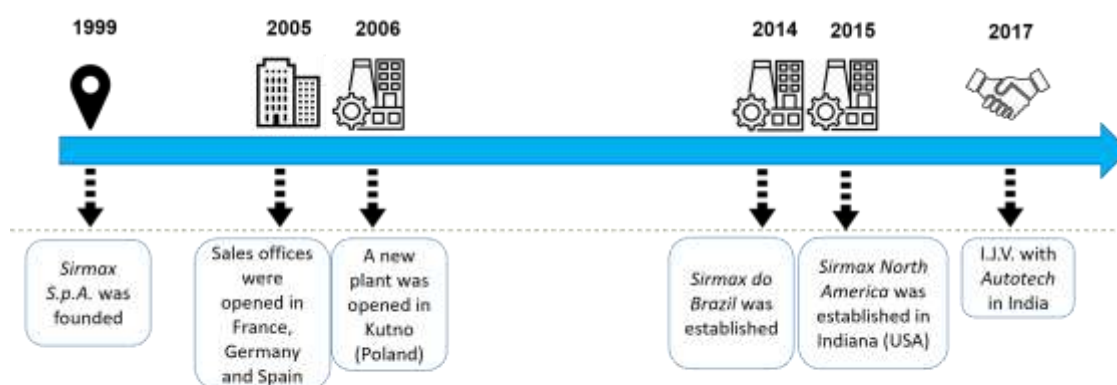 1999
2005
2006
2014
2015
2017
Sirmax
S.p.A. was
founded
Sales offices
were
opened in
France,
Germany
and Spain
A new
plant was
opened in
Kutno
(Poland)
Sirmax do
Brazil was
established
Sirmax North
America was
established in
Indiana (USA)
I.J.V. with
Autotech
in India